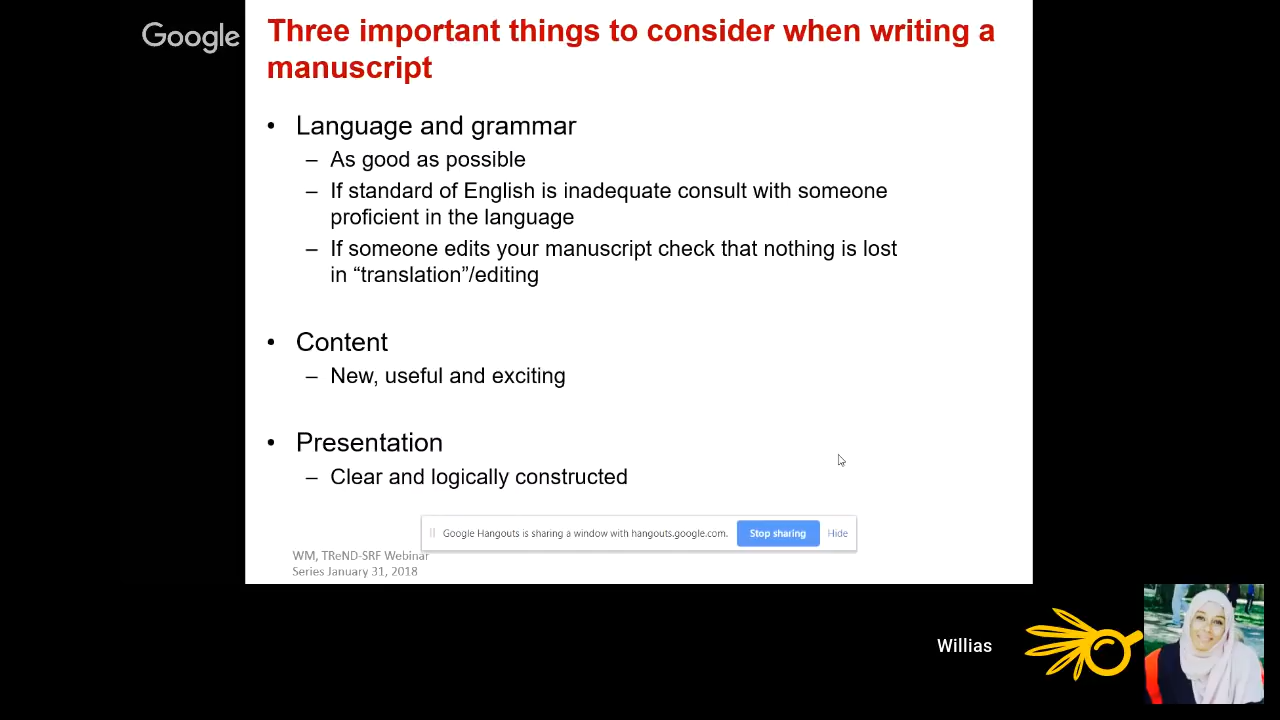 Google
Three important things to consider when writing a
manuscript
• Language and grammar
– As good as possible
– If standard of English is inadequate consult with someone
proficient in the language
– If someone edits your manuscript check that nothing is lost
in “translation”/editing
• Content
– New, useful and exciting
• Presentation
– Clear and logically constructed
Google Hangouts is sharing a window with hangouts.google.com. Stop sharing Hide
WM, TReND-SRF Webinar
Series January 31, 2018
Willias